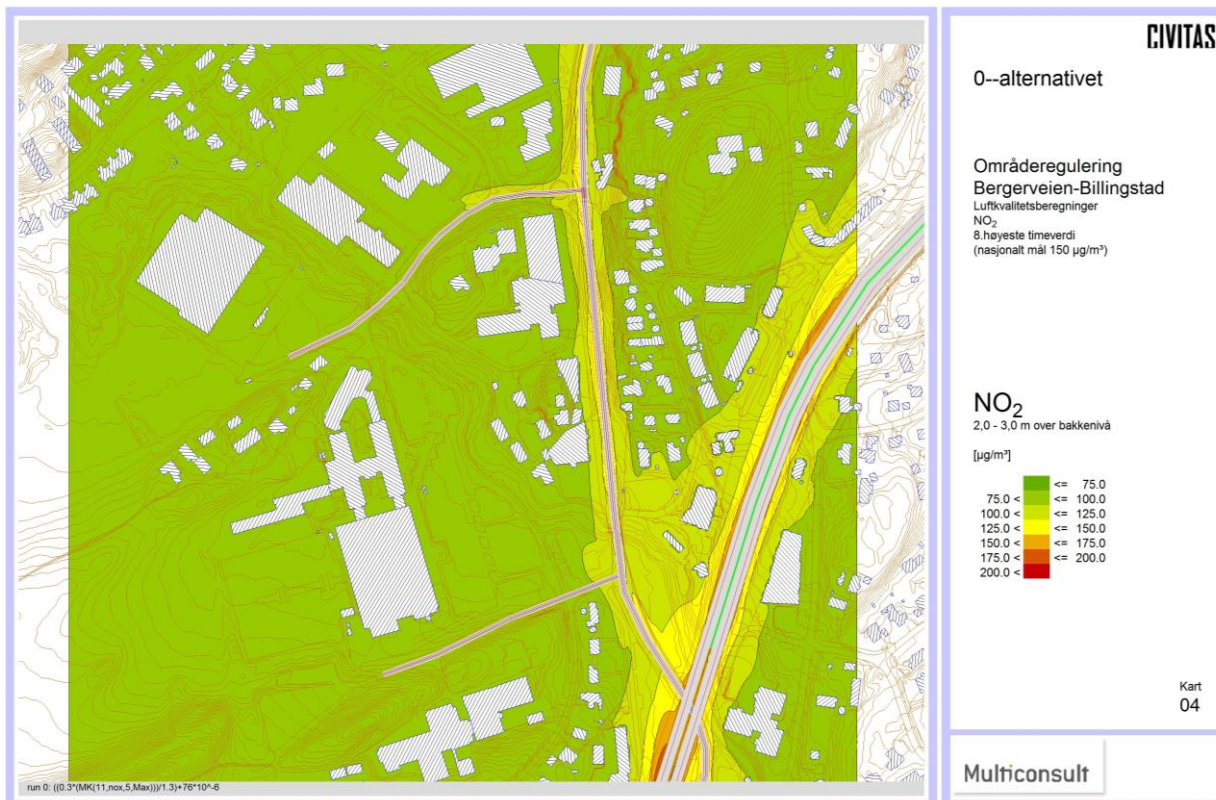 CIVITAS
0--alternativet
Områderegulering
Bergerveien-Billingstad
Luftkvalitetsberegninger
NO2
8.høyeste timeverdi
(nasjonalt mål 150 µg/m³)
NO2
2,0 - 3,0 m over bakkenivå
[µg/m³]
<= 75.0
75.0 < <= 100.0
100.0 < <= 125.0
125.0 < <= 150.0
150.0 < <= 175.0
175.0 < <= 200.0
200.0 <
Kart
04
Multiconsult
run 0: ((0.3*(MK(11,nox,5,Max)))/1.3)+76*10^-6